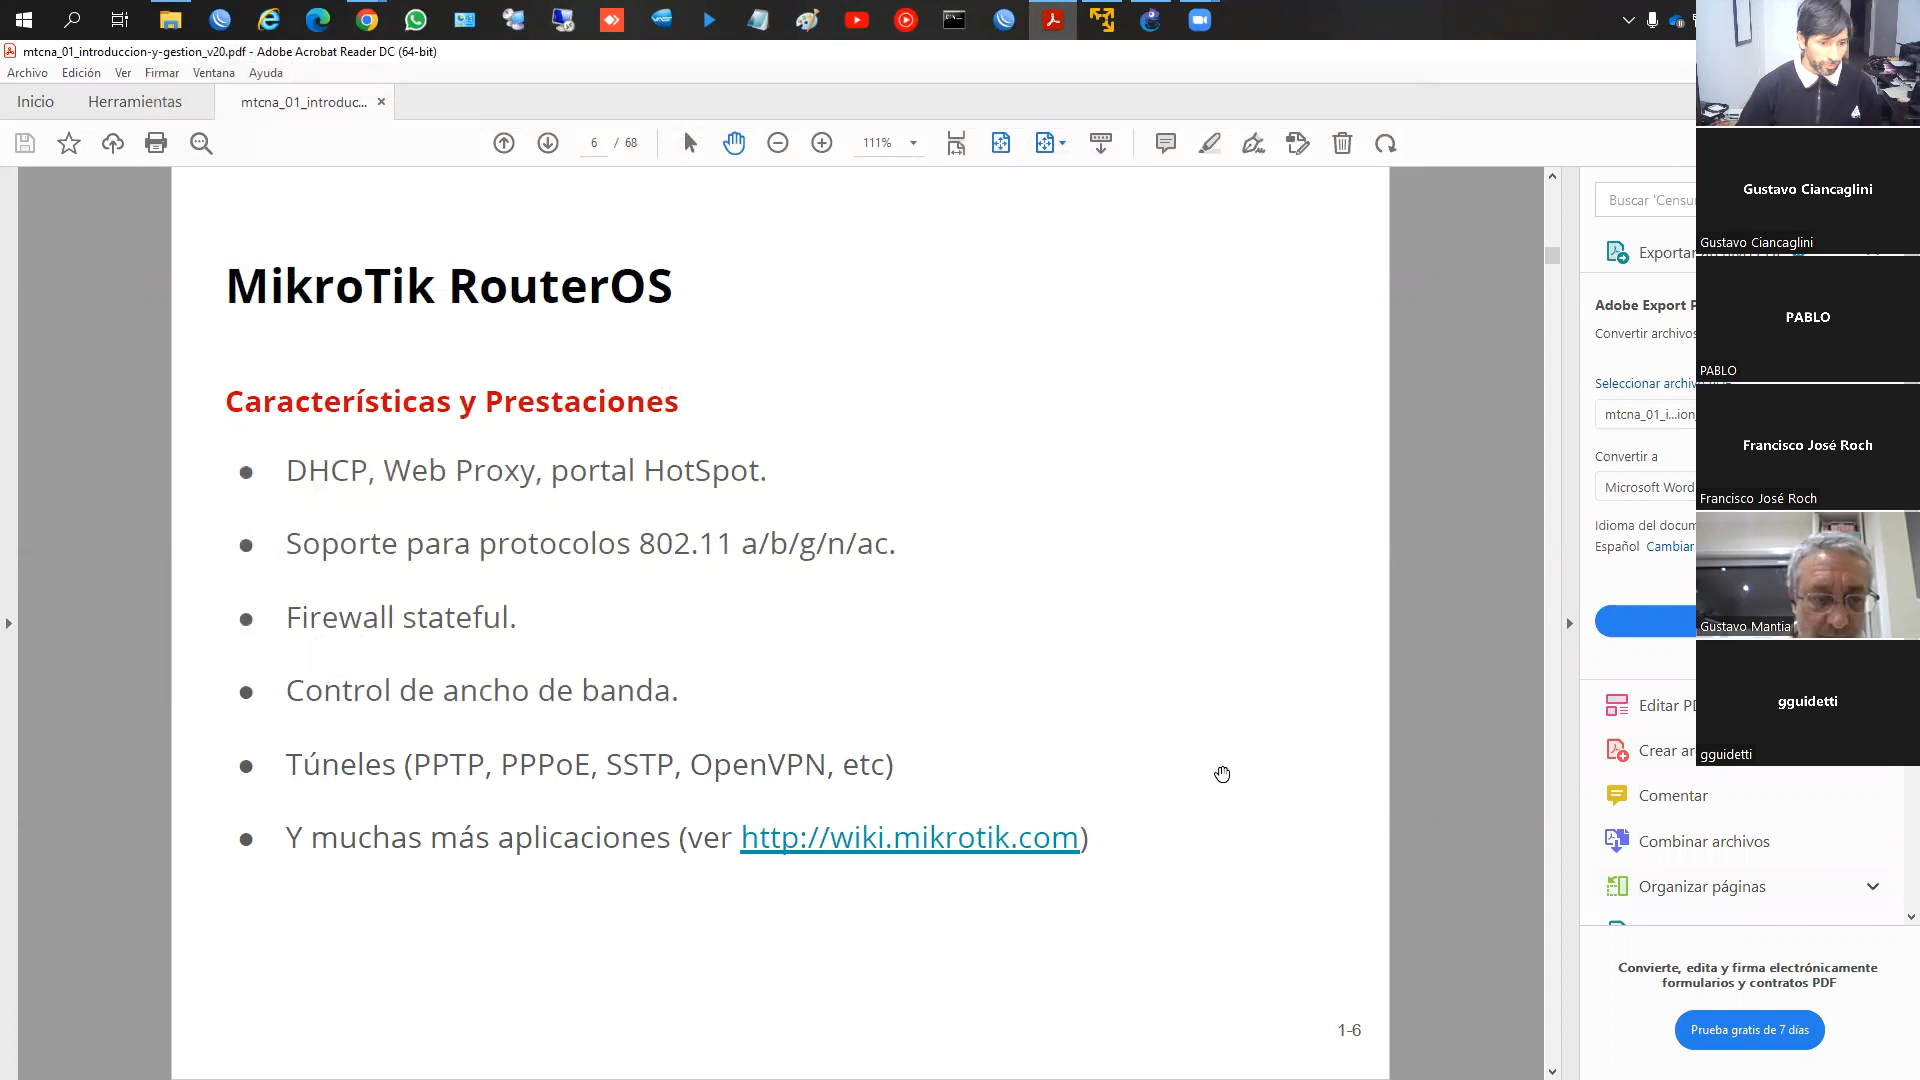 mtcna_01_introduccion-y-gestion_v20.pdf - Adobe Acrobat Reader DC (64-bit)
Archivo Edición Ver Firmar Ventana Ayuda
Inicio Herramientas mtcna_01_introduc... ×
6 / 68 111%
MikroTik RouterOS
Características y Prestaciones
● DHCP, Web Proxy, portal HotSpot.
● Soporte para protocolos 802.11 a/b/g/n/ac.
● Firewall stateful.
● Control de ancho de banda.
● Túneles (PPTP, PPPoE, SSTP, OpenVPN, etc)
● Y muchas más aplicaciones (ver http://wiki.mikrotik.com)
1-6
Buscar 'Censu
Exportar
Adobe Export P
Convertir archivos
Seleccionar archiv
mtcna_01_i...ion_
Convertir a
Microsoft Word
Idioma del docum
Español Cambiar
Editar PD
Crear ar
Comentar
Combinar archivos
Organizar páginas
Convierte, edita y firma electrónicamente
formularios y contratos PDF
Prueba gratis de 7 días
Gustavo Ciancaglini
Gustavo Ciancaglini
PABLO
PABLO
Francisco José Roch
Francisco José Roch
Gustavo Mantia
gguidetti
gguidetti